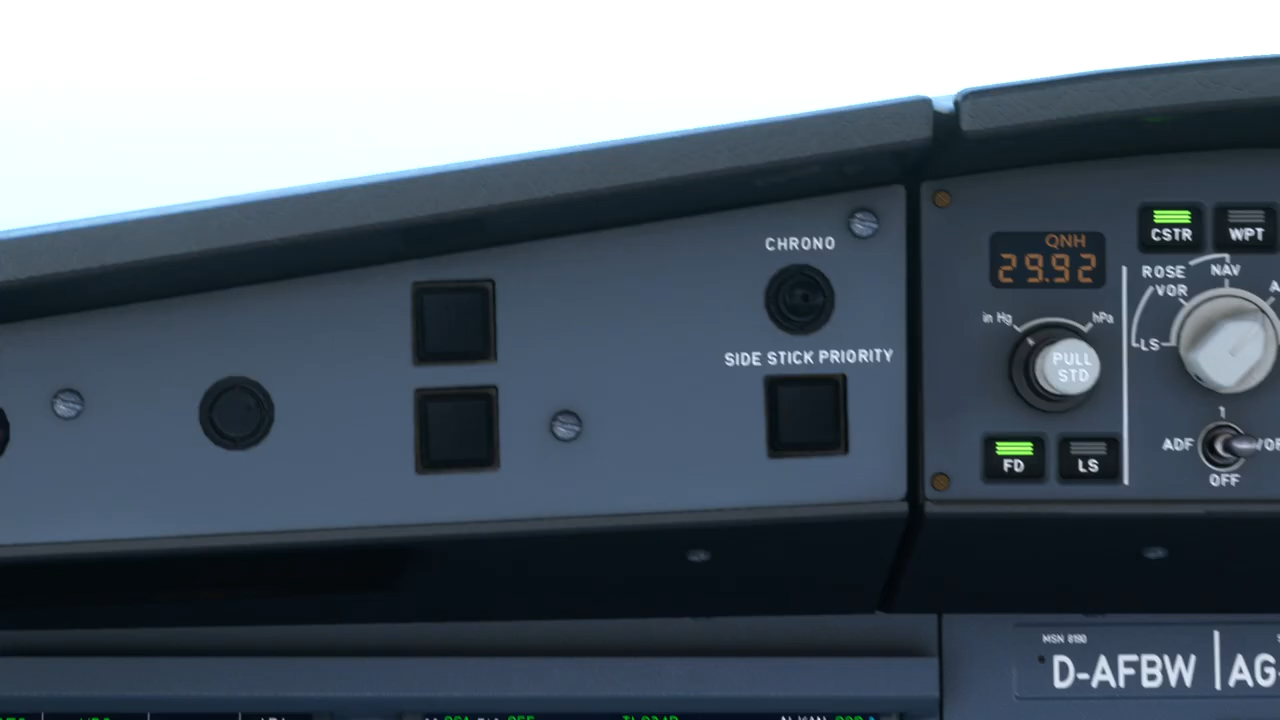 CHRONO
SIDE STICK PRIORITY
QNH
29.92
in Hg
hPa
PULL
STD
FD
LS
CSTR
WPT
ROSE
VOR
NAV
LS
1
ADF
OFF
MSN 8190
D-AFBW
AG-